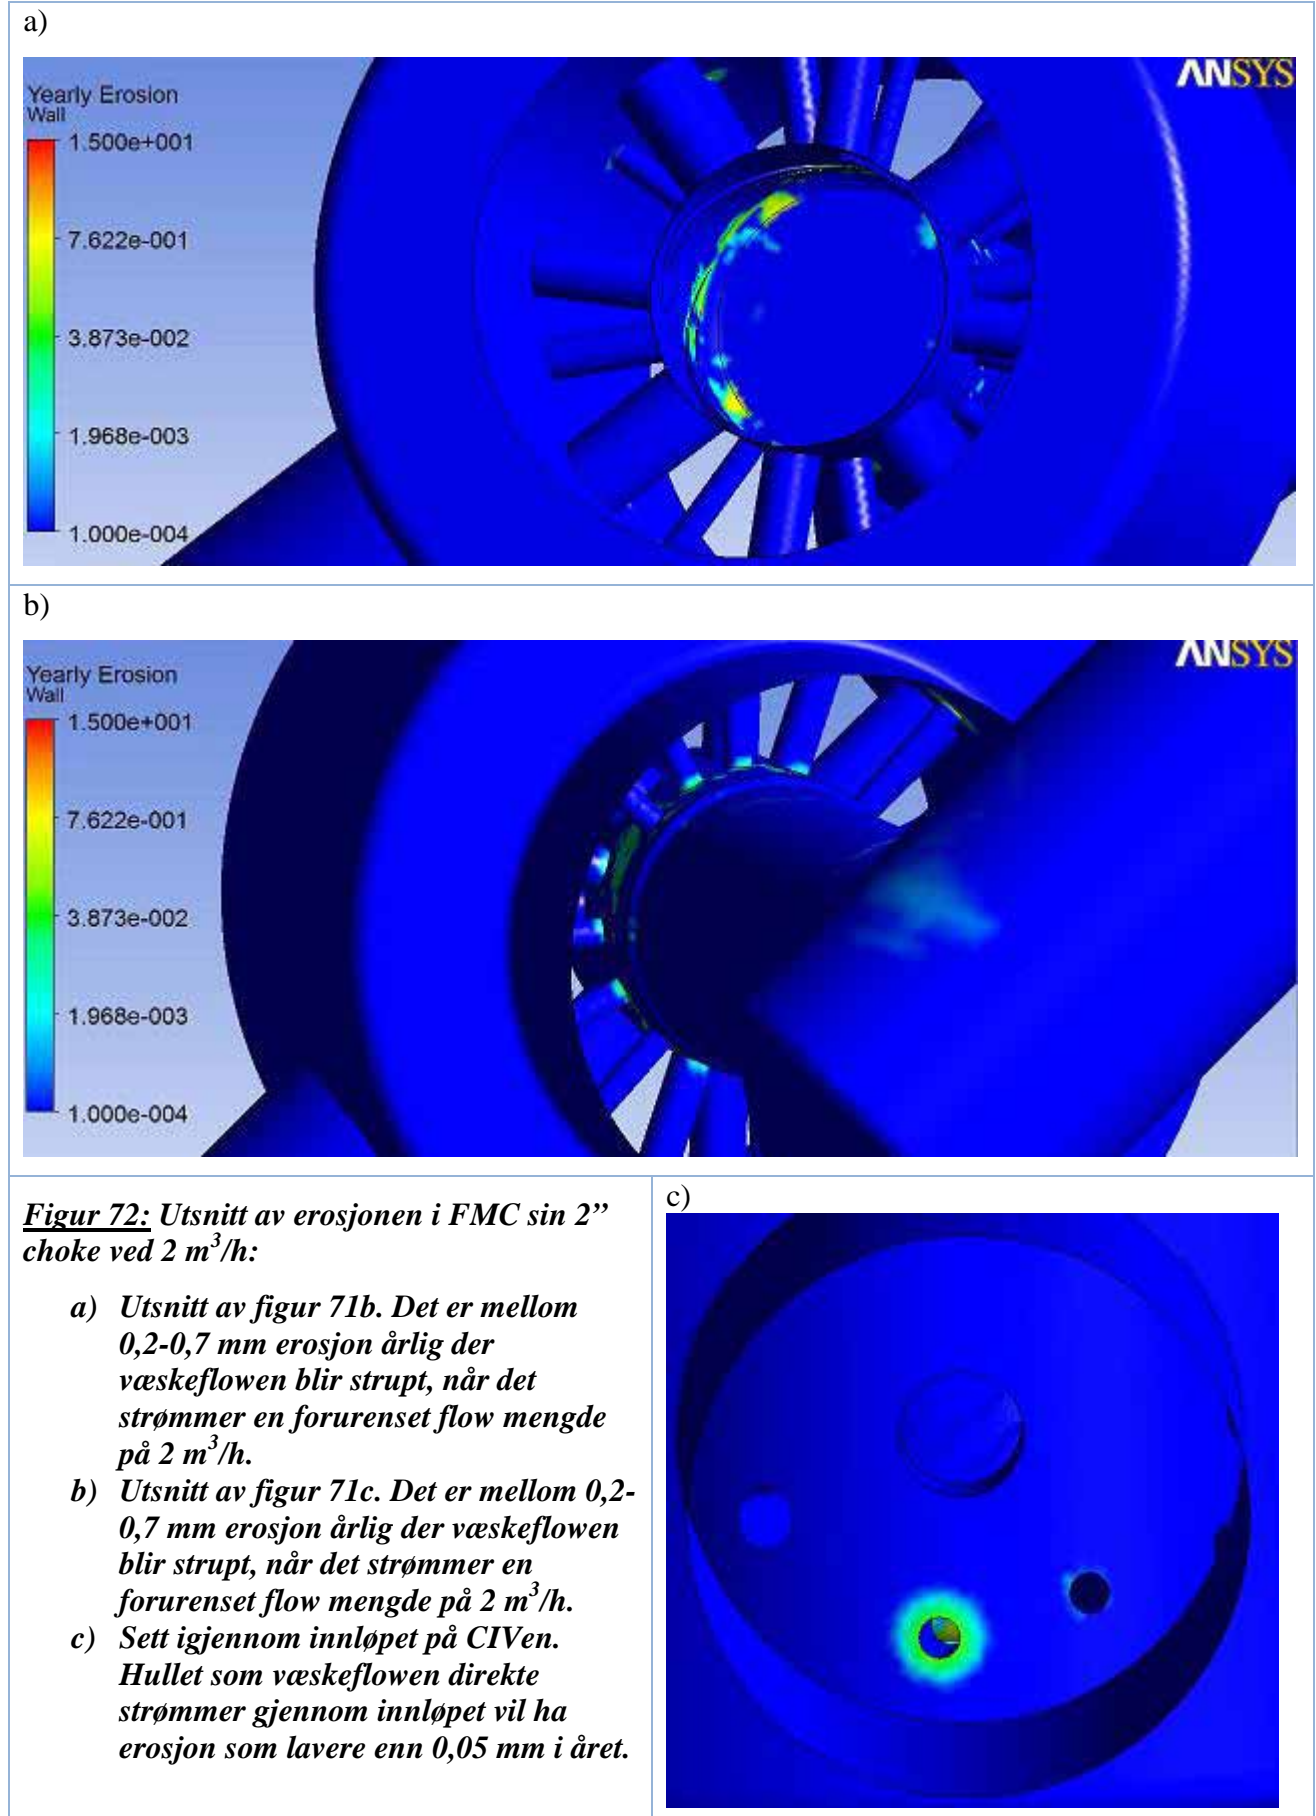 a)
ANSYS
Yearly Erosion
Wall
1.500e+001
7.622e-001
3.873e-002
1.968e-003
1.000e-004
b)
ANSYS
Yearly Erosion
Wall
1.500e+001
7.622e-001
3.873e-002
1.968e-003
1.000e-004
Figur 72: Utsnitt av erosjonen i FMC sin 2”
choke ved 2 m³/h:
a) Utsnitt av figur 71b. Det er mellom
0,2-0,7 mm erosjon årlig der
væskeflowen blir strupt, når det
strømmer en forurenset flow mengde
på 2 m³/h.
b) Utsnitt av figur 71c. Det er mellom 0,2-
0,7 mm erosjon årlig der væskeflowen
blir strupt, når det strømmer en
forurenset flow mengde på 2 m³/h.
c) Sett igjennom innløpet på CIVen.
Hullet som væskeflowen direkte
strømmer gjennom innløpet vil ha
erosjon som lavere enn 0,05 mm i året.
c)